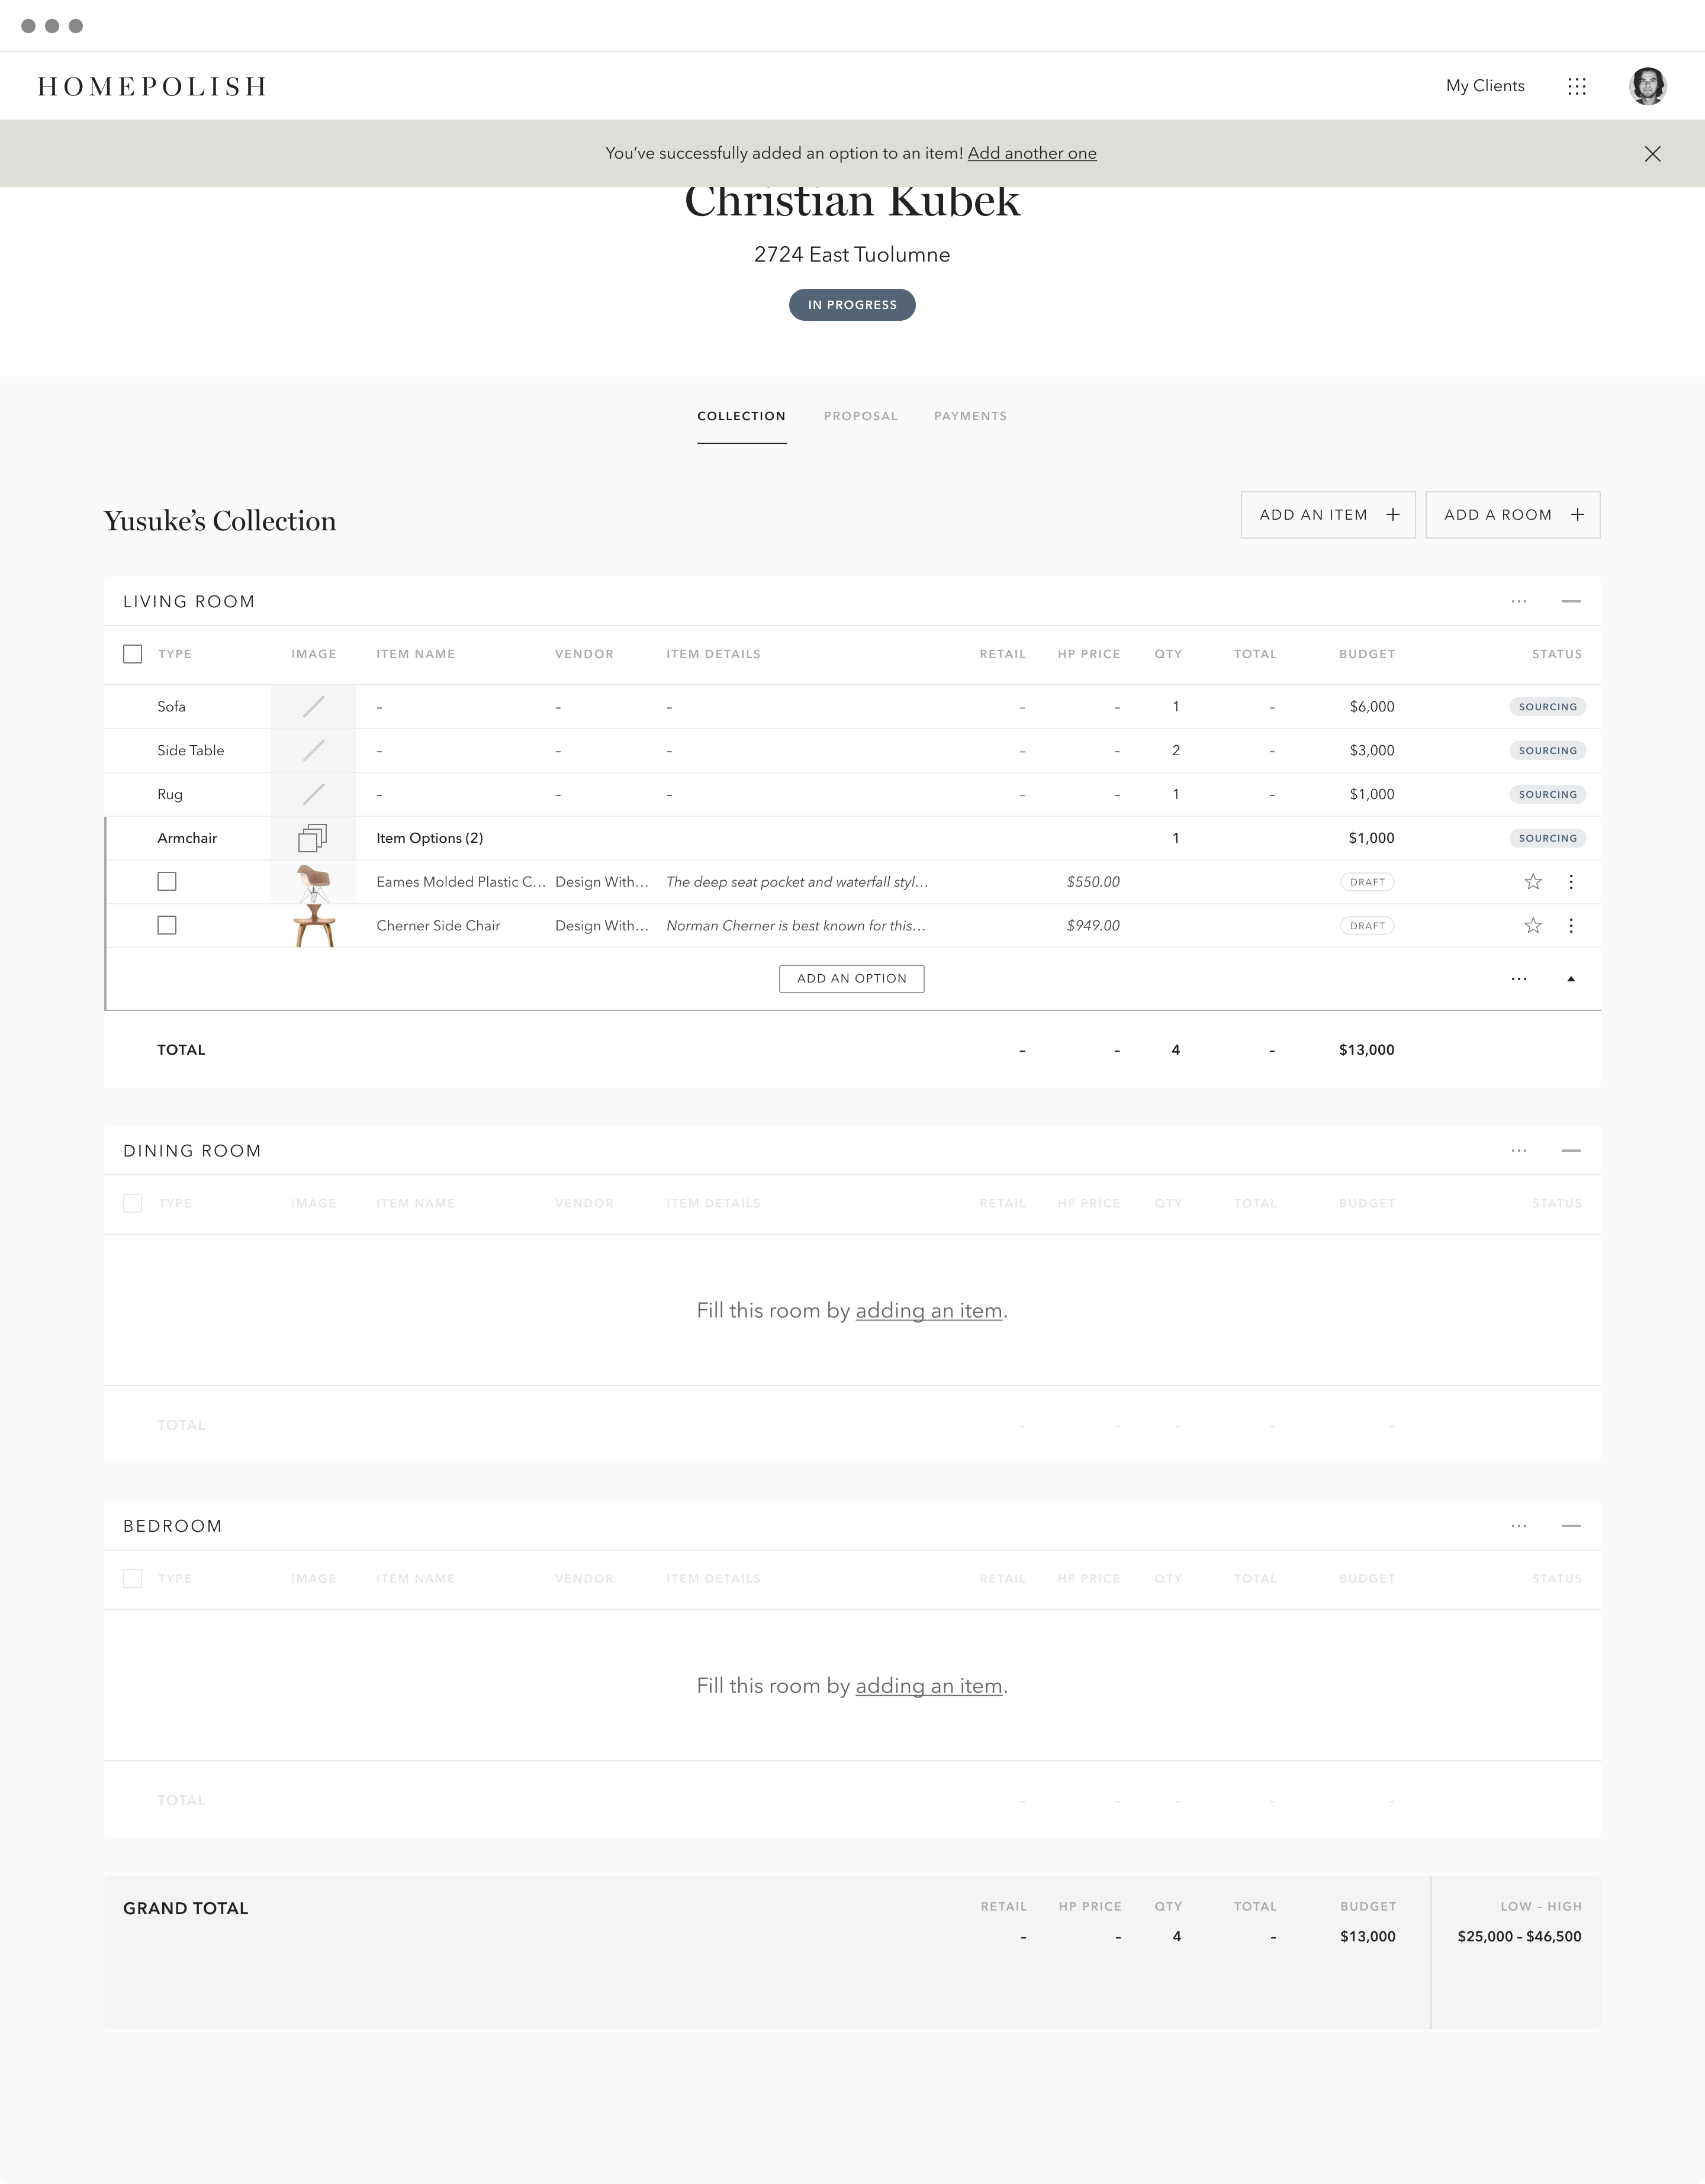 HOMEPOLISH
My Clients
You’ve successfully added an option to an item! Add another one
Christian Kubek
2724 East Tuolumne
IN PROGRESS
COLLECTION PROPOSAL PAYMENTS
Yusuke’s Collection
ADD AN ITEM +
ADD A ROOM +
LIVING ROOM
TYPE IMAGE ITEM NAME VENDOR ITEM DETAILS RETAIL HP PRICE QTY TOTAL BUDGET STATUS
Sofa – – – – – 1 – $6,000 SOURCING
Side Table – – – – – 2 – $3,000 SOURCING
Rug – – – – – 1 – $1,000 SOURCING
Armchair Item Options (2) 1 $1,000 SOURCING
Eames Molded Plastic C... Design With... The deep seat pocket and waterfall styl... $550.00 DRAFT
Cherner Side Chair Design With... Norman Cherner is best known for this... $949.00 DRAFT
ADD AN OPTION
TOTAL – – 4 – $13,000
DINING ROOM
TYPE IMAGE ITEM NAME VENDOR ITEM DETAILS RETAIL HP PRICE QTY TOTAL BUDGET STATUS
Fill this room by adding an item.
TOTAL – – – – –
BEDROOM
TYPE IMAGE ITEM NAME VENDOR ITEM DETAILS RETAIL HP PRICE QTY TOTAL BUDGET STATUS
Fill this room by adding an item.
TOTAL – – – – –
GRAND TOTAL RETAIL HP PRICE QTY TOTAL BUDGET LOW – HIGH
– – 4 – $13,000 $25,000 – $46,500